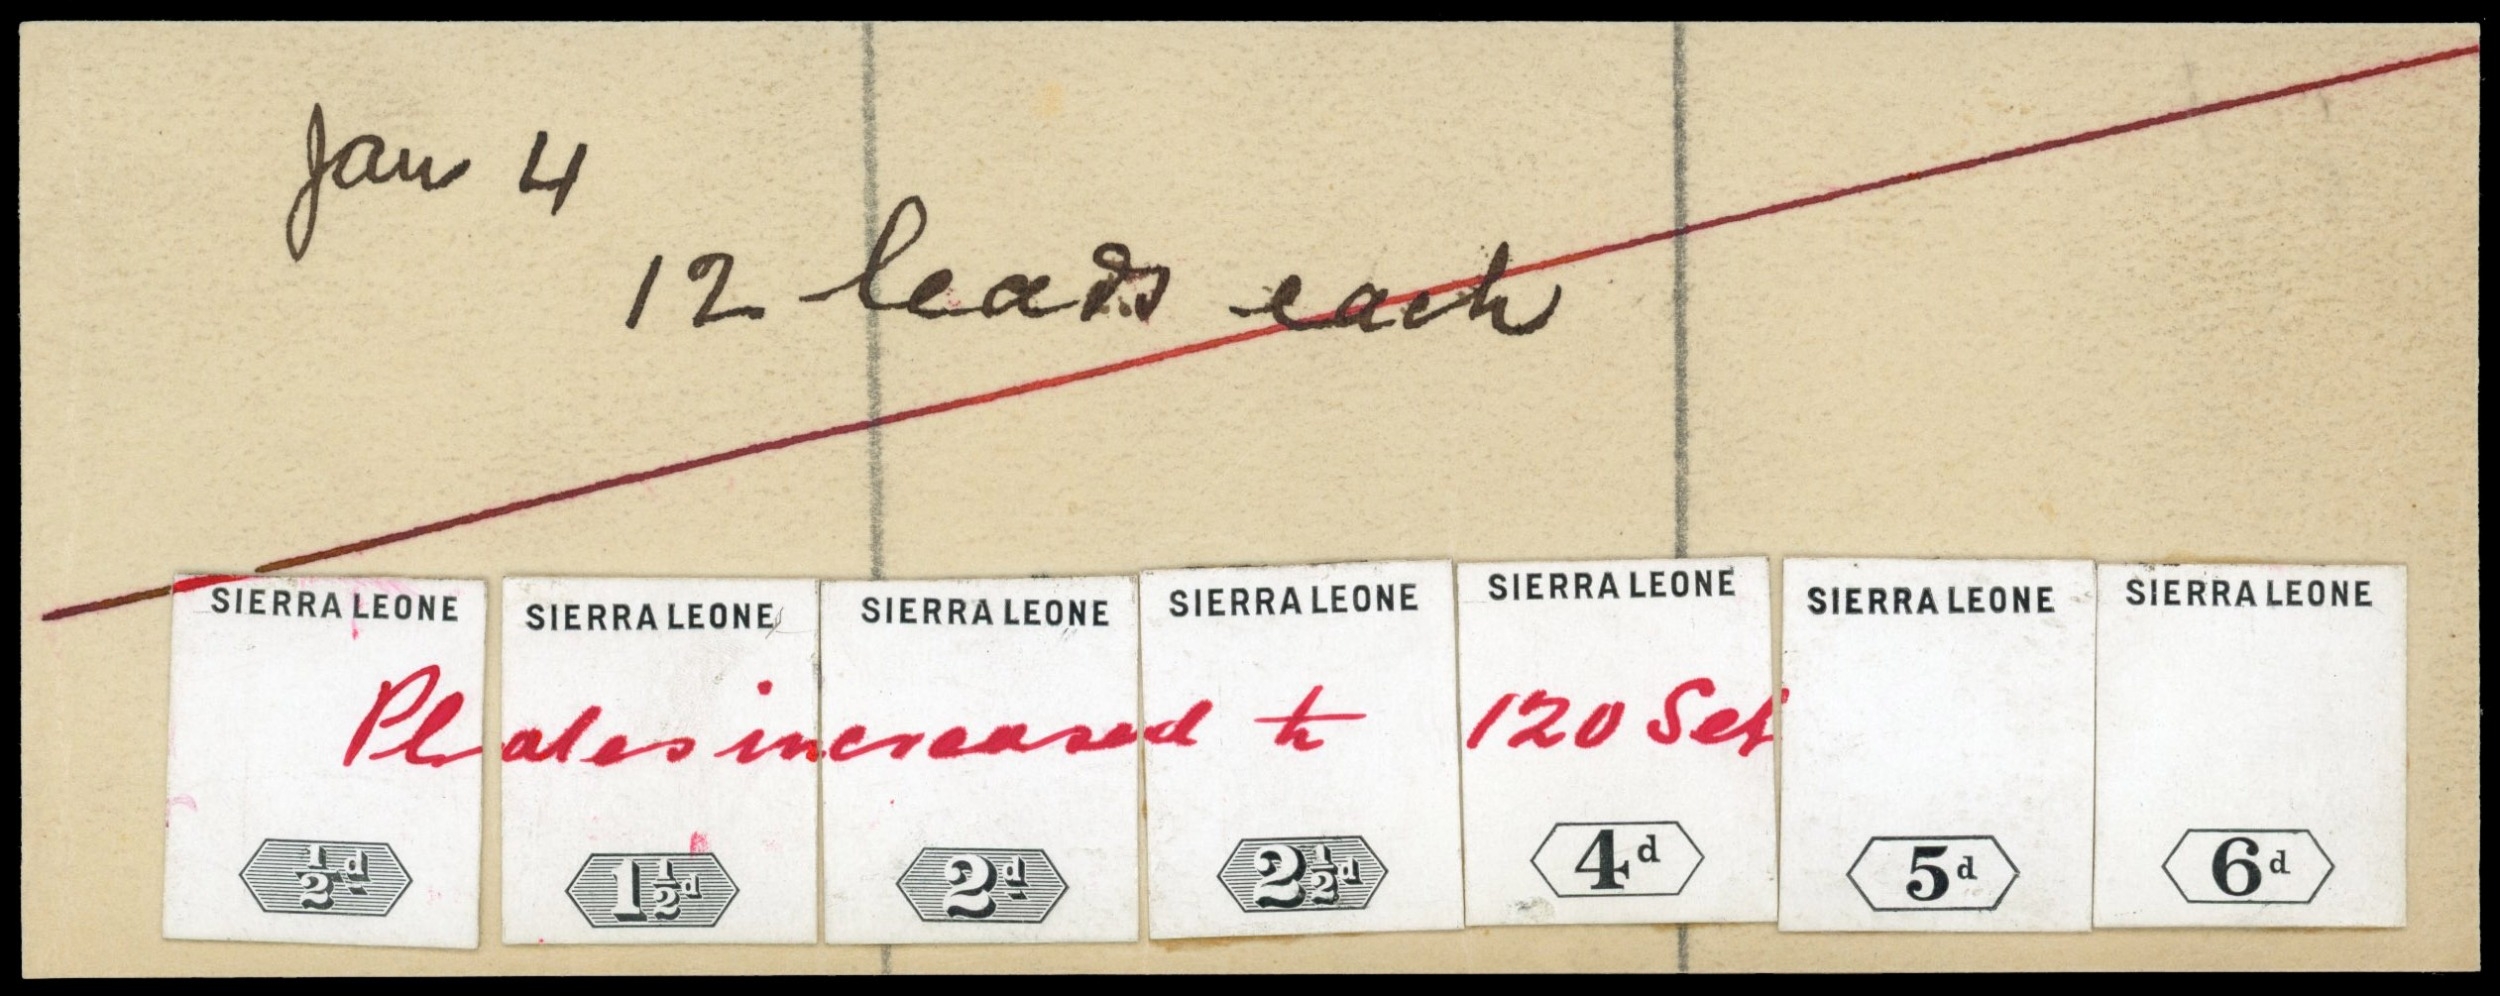 Jan 4
12 leads each
SIERRA LEONE SIERRA LEONE SIERRA LEONE SIERRA LEONE SIERRA LEONE SIERRA LEONE SIERRA LEONE
Plates increased to 120 Set
½d 1½d 2d 2½d 4d 5d 6d